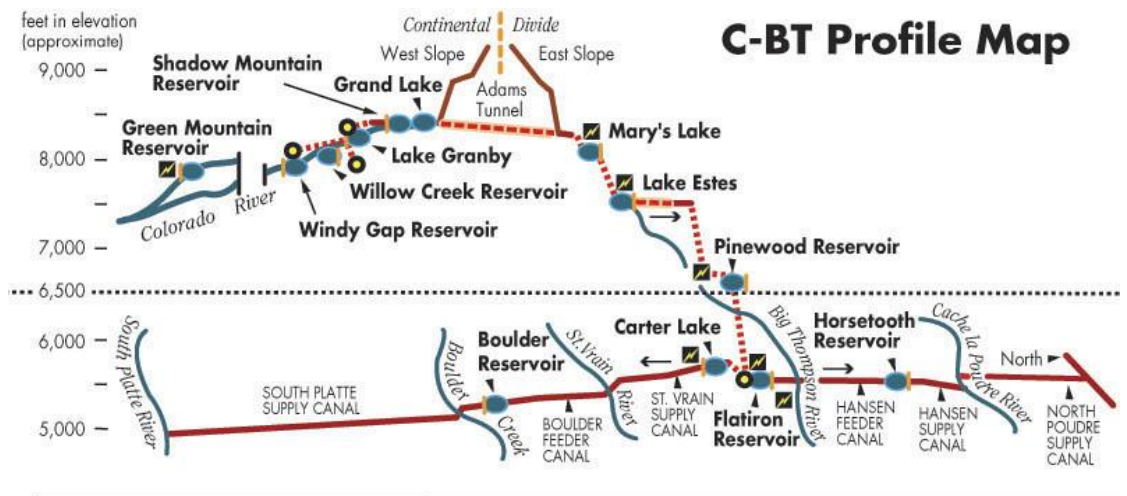 feet in elevation
(approximate)
Continental Divide
C-BT Profile Map
West Slope
East Slope
9,000
Shadow Mountain
Reservoir
Grand Lake
Adams
Tunnel
Green Mountain
Reservoir
Mary's Lake
8,000
Lake Granby
Lake Estes
Willow Creek Reservoir
Colorado River
Windy Gap Reservoir
7,000
Pinewood Reservoir
6,500
6,000
South Platte River
Boulder Creek
Boulder
Reservoir
St. Vrain River
Carter Lake
Big Thompson River
Horsetooth
Reservoir
Cache la Poudre River
North
SOUTH PLATTE
SUPPLY CANAL
5,000
BOULDER
FEEDER
CANAL
ST. VRAIN
SUPPLY
CANAL
Flatiron
Reservoir
HANSEN
FEEDER
CANAL
HANSEN
SUPPLY
CANAL
NORTH
POUDRE
SUPPLY
CANAL